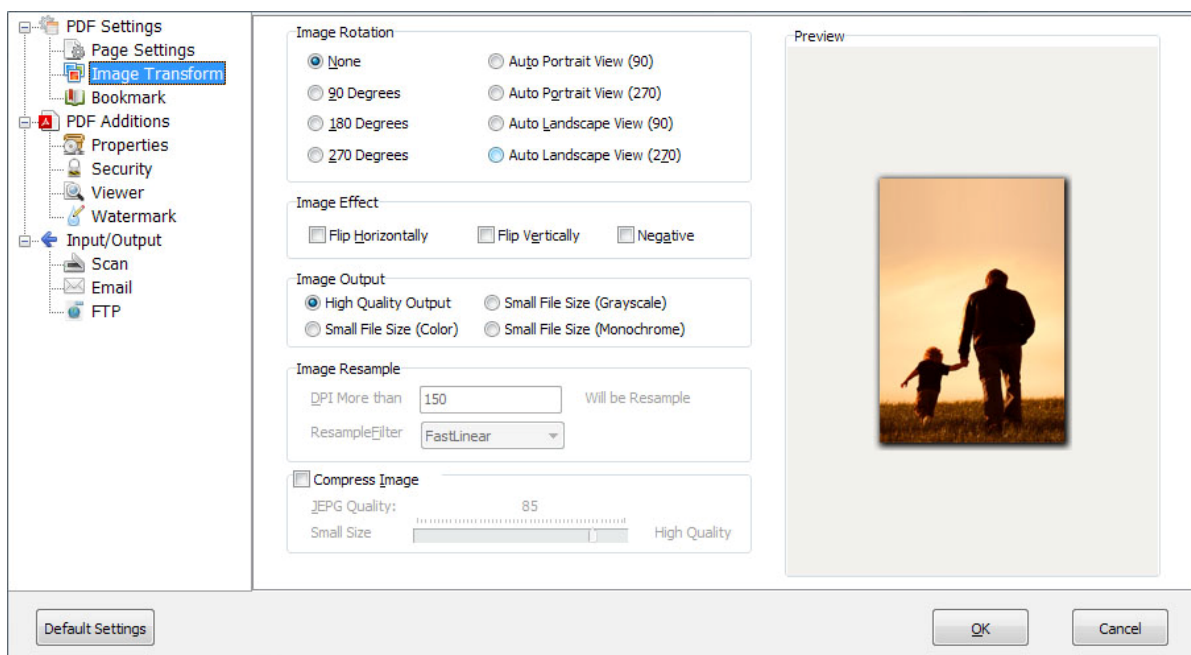 PDF Settings
Page Settings
Image Transform
Bookmark
PDF Additions
Properties
Security
Viewer
Watermark
Input/Output
Scan
Email
FTP
Image Rotation
None
Auto Portrait View (90)
90 Degrees
Auto Portrait View (270)
180 Degrees
Auto Landscape View (90)
270 Degrees
Auto Landscape View (270)
Image Effect
Flip Horizontally
Flip Vertically
Negative
Image Output
High Quality Output
Small File Size (Grayscale)
Small File Size (Color)
Small File Size (Monochrome)
Image Resample
DPI More than
150
Will be Resample
ResampleFilter
FastLinear
Compress Image
JEPG Quality:
85
Small Size
High Quality
Preview
Default Settings
OK
Cancel